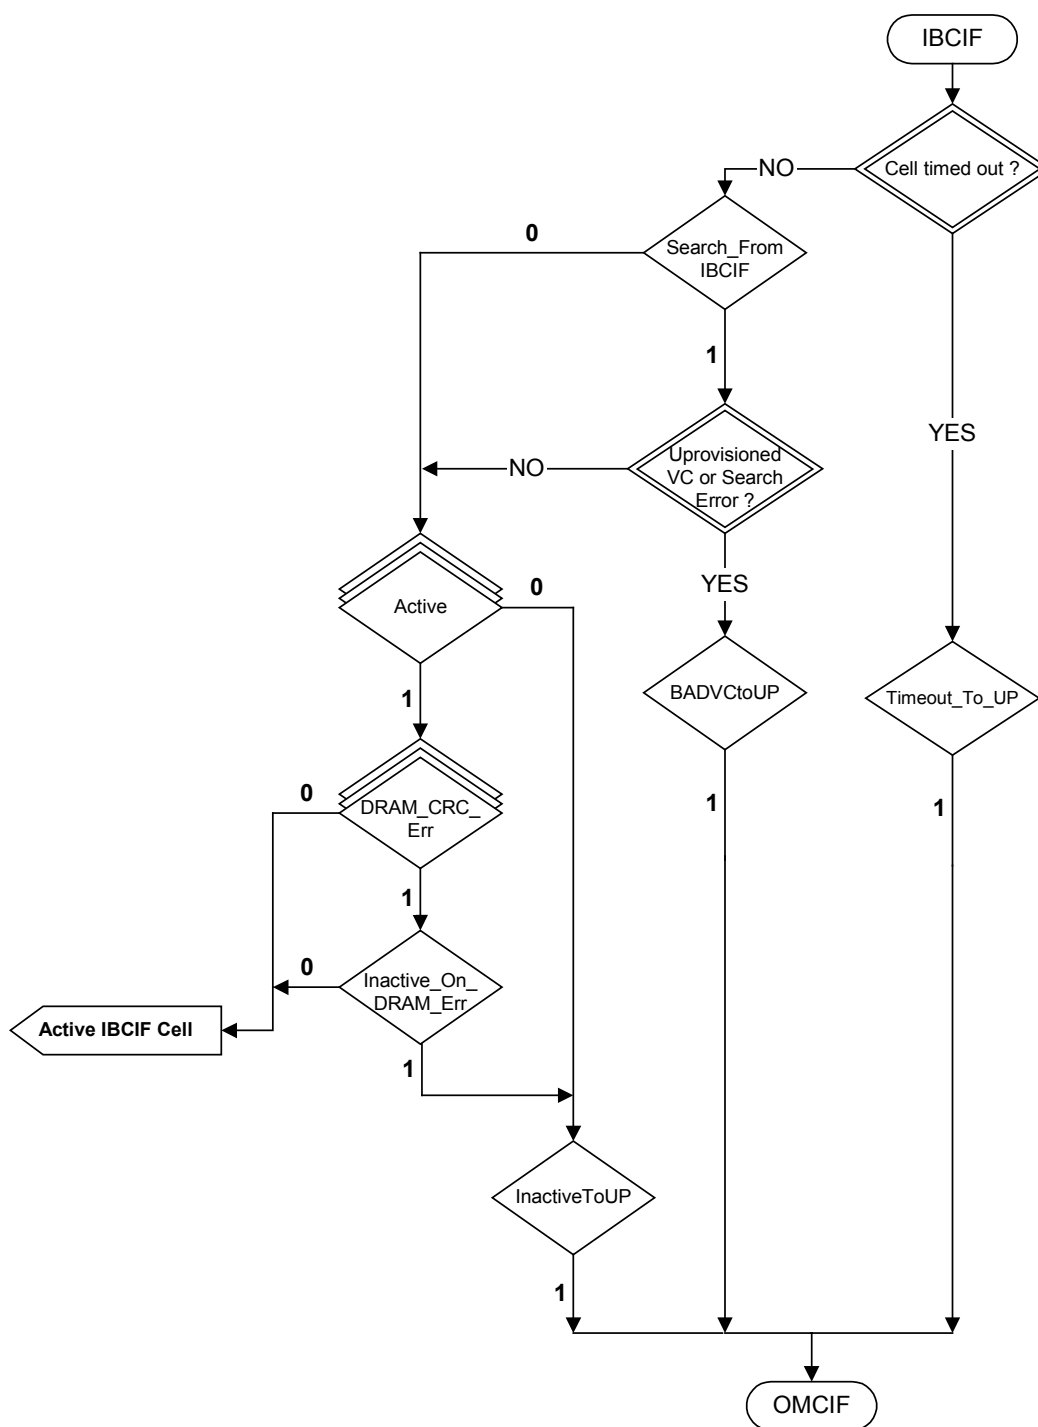 IBCIF
Cell timed out ?
NO
0
Search_From
IBCIF
1
YES
Uprovisioned
VC or Search
Error ?
NO
YES
0
Active
1
BADVCtoUP
Timeout_To_UP
0
DRAM_CRC_
Err
1
1
1
0
Inactive_On_
DRAM_Err
Active IBCIF Cell
1
InactiveToUP
1
OMCIF